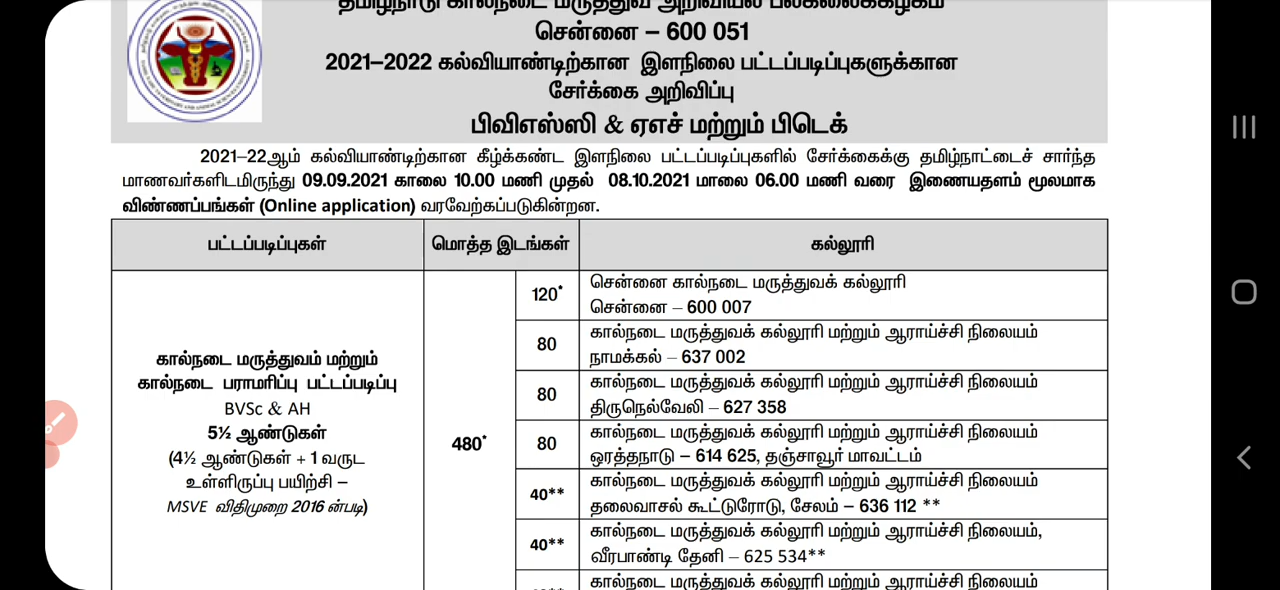 தமிழ்நாடு கால்நடை மருத்துவ அறிவியல் பல்கலைக்கழகம்
சென்னை – 600 051
2021–2022 கல்வியாண்டிற்கான இளநிலை பட்டப்படிப்புகளுக்கான
சேர்க்கை அறிவிப்பு
பிவிஎஸ்ஸி & ஏஎச் மற்றும் பிடெக்
2021–22ஆம் கல்வியாண்டிற்கான கீழ்க்கண்ட இளநிலை பட்டப்படிப்புகளில் சேர்க்கைக்கு தமிழ்நாட்டைச் சார்ந்த
மாணவர்களிடமிருந்து 09.09.2021 காலை 10.00 மணி முதல் 08.10.2021 மாலை 06.00 மணி வரை இணையதளம் மூலமாக
விண்ணப்பங்கள் (Online application) வரவேற்கப்படுகின்றன.
பட்டப்படிப்புகள் மொத்த இடங்கள் கல்லூரி
கால்நடை மருத்துவம் மற்றும்
கால்நடை பராமரிப்பு பட்டப்படிப்பு
BVSc & AH
5½ ஆண்டுகள்
(4½ ஆண்டுகள் + 1 வருட
உள்ளிருப்பு பயிற்சி –
MSVE விதிமுறை 2016 ன்படி)
480*
120* சென்னை கால்நடை மருத்துவக் கல்லூரி
சென்னை – 600 007
80 கால்நடை மருத்துவக் கல்லூரி மற்றும் ஆராய்ச்சி நிலையம்
நாமக்கல் – 637 002
80 கால்நடை மருத்துவக் கல்லூரி மற்றும் ஆராய்ச்சி நிலையம்
திருநெல்வேலி – 627 358
80 கால்நடை மருத்துவக் கல்லூரி மற்றும் ஆராய்ச்சி நிலையம்
ஒரத்தநாடு – 614 625, தஞ்சாவூர் மாவட்டம்
40** கால்நடை மருத்துவக் கல்லூரி மற்றும் ஆராய்ச்சி நிலையம்
தலைவாசல் கூட்டுரோடு, சேலம் – 636 112 **
40** கால்நடை மருத்துவக் கல்லூரி மற்றும் ஆராய்ச்சி நிலையம்,
வீரபாண்டி தேனி – 625 534**
கால்நடை மருத்துவக் கல்லூரி மற்றும் ஆராய்ச்சி நிலையம்